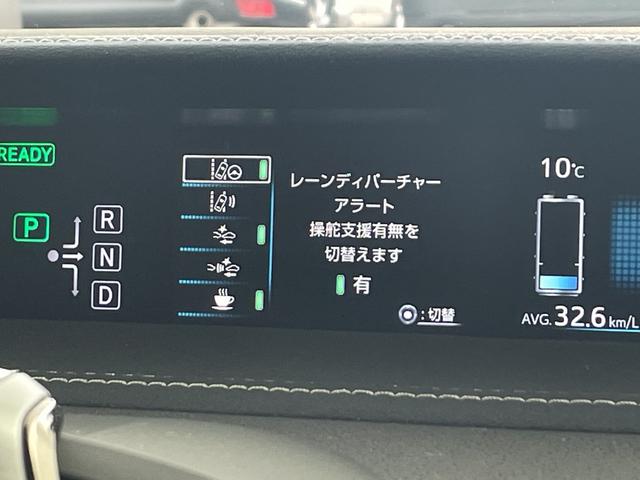 READY
P
R
N
D
レーンディパーチャー
アラート
操舵支援有無を
切替えます
有
:切替
10℃
AVG. 32.6 km/L